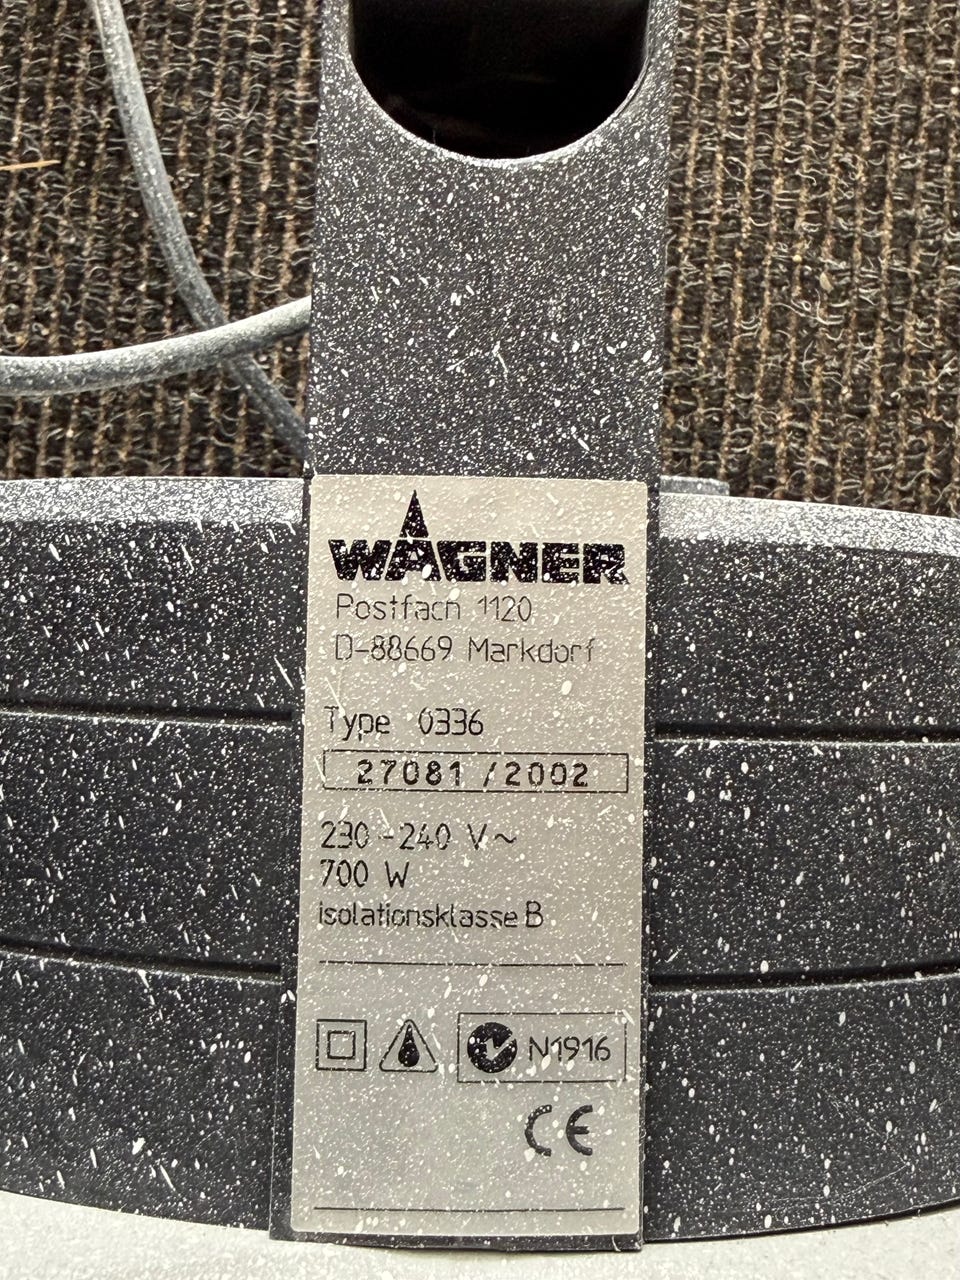 WAGNER
Postfach 1120
D-88669 Markdorf
Type 0336
27081 /2002
230-240 V~
700 W
isolationsklasse B
N1916
CE